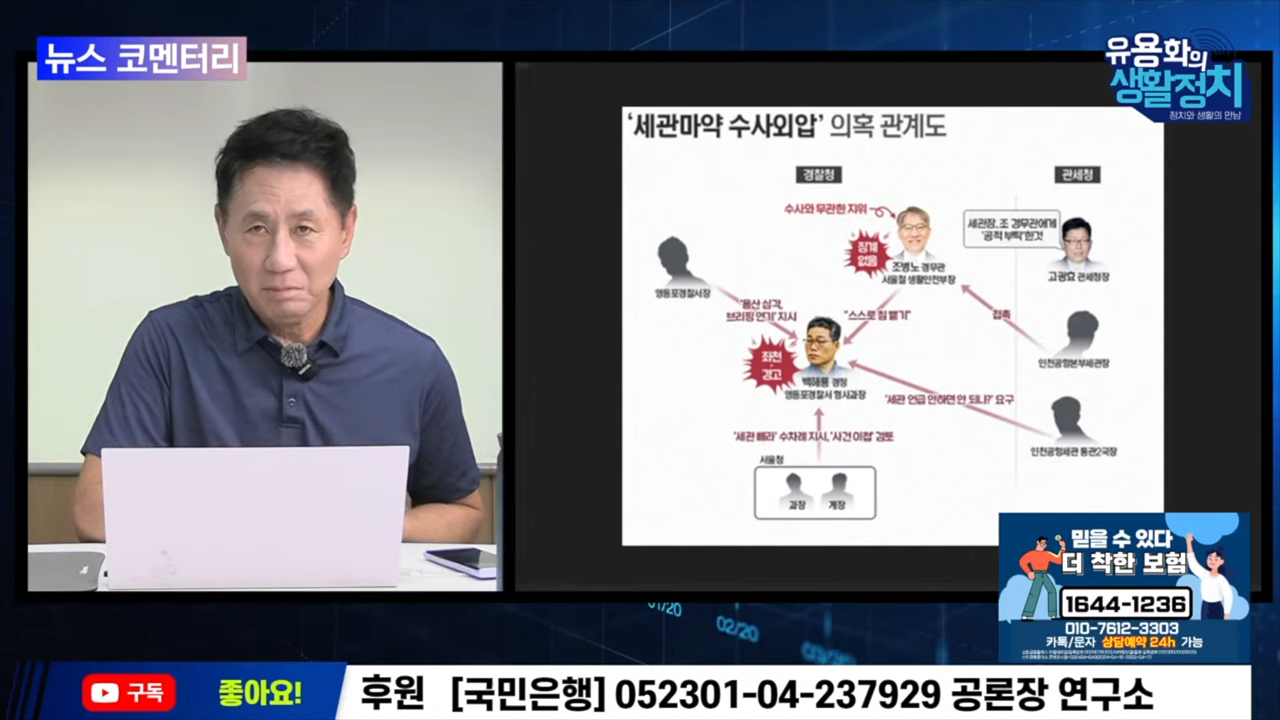 뉴스 코멘터리
유용화의
생활정치
정치와 생활의 만남
'세관마약 수사외압' 의혹 관계도
경찰청
관세청
수사와 무관한 지위
세관장, 조 경무관에게
'공적 부탁'한것
징계
없음
조병노 경무관
서울청 생활안전부장
고광효 관세청장
영등포경찰서장
'용산 심각,
브리핑 연기' 지시
"스스로 침 뱉기"
접촉
좌천
·
경고
백해룡 경정
영등포경찰서 형사과장
인천공항본부세관장
'세관 언급 안하면 안 되나?' 요구
'세관 빼라' 수차례 지시, '사건 이첩' 검토
인천공항세관 통관2국장
서울청
과장
계장
믿을 수 있다
더 착한 보험
1644-1236
010-7612-3303
카톡/문자 상담예약 24h 가능
01/20
02/20
구독
좋아요!
후원 [국민은행] 052301-04-237929 공론장 연구소